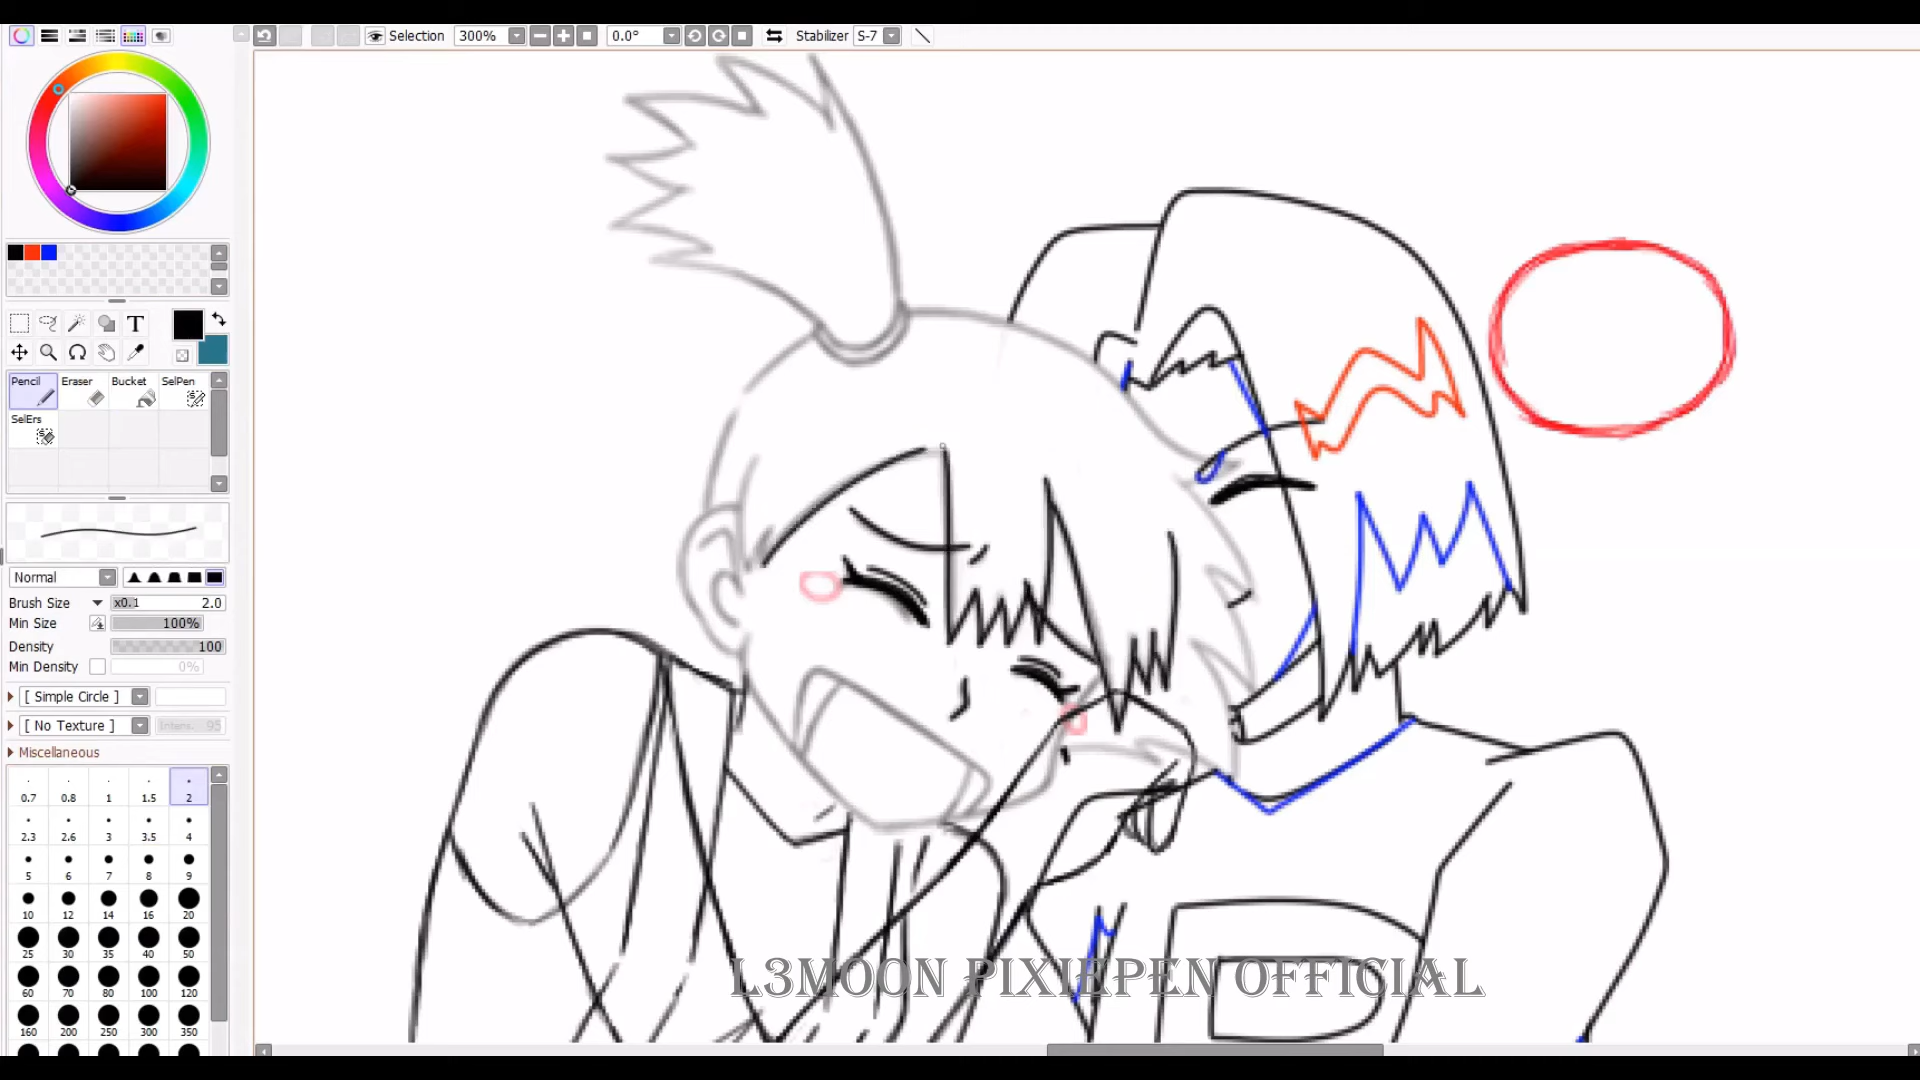 Selection 300% 0.0° Stabilizer S-7
T
Pencil Eraser Bucket SelPen
SelErs
Normal
Brush Size x0.1 2.0
Min Size 100%
Density 100
Min Density 0%
[ Simple Circle ]
[ No Texture ] Intens. 95
Miscellaneous
0.7 0.8 1 1.5 2
2.3 2.6 3 3.5 4
5 6 7 8 9
10 12 14 16 20
25 30 35 40 50
60 70 80 100 120
160 200 250 300 350
L3MOON PIXIEPEN OFFICIAL